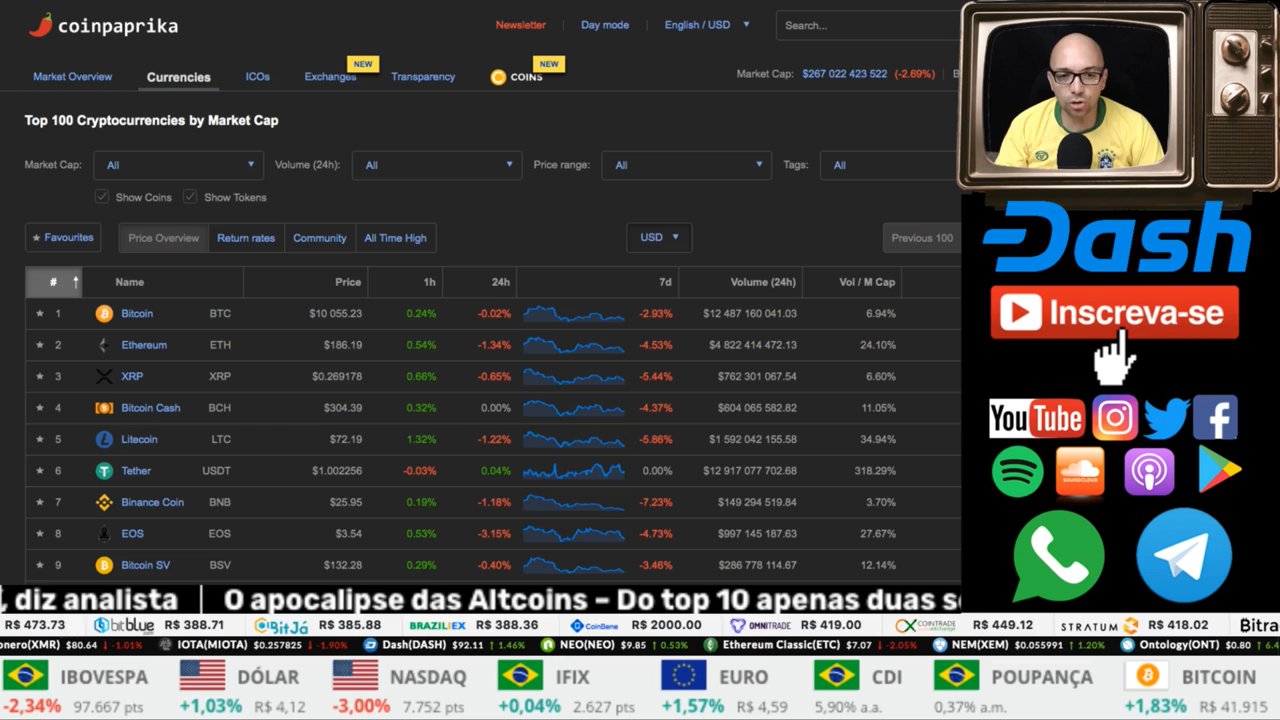 coinpaprika
Newsletter
Day mode
English / USD
Search...
NEW
NEW
Market Overview
Currencies
ICOs
Exchanges
Transparency
COINS
Market Cap: $267 022 423 522 (-2.69%)
Top 100 Cryptocurrencies by Market Cap
Market Cap: All
Volume (24h): All
Price range: All
Tags: All
Show Coins
Show Tokens
Favourites
Price Overview
Return rates
Community
All Time High
USD
Previous 100
# Name Price 1h 24h 7d Volume (24h) Vol / M Cap
1 Bitcoin BTC $10 055.23 0.24% -0.02% -2.93% $12 487 160 041.03 6.94%
2 Ethereum ETH $186.19 0.54% -1.34% -4.53% $4 822 414 472.13 24.10%
3 XRP XRP $0.269178 0.66% -0.65% -5.44% $762 301 067.54 6.60%
4 Bitcoin Cash BCH $304.39 0.32% 0.00% -4.37% $604 065 582.82 11.05%
5 Litecoin LTC $72.19 1.32% -1.22% -5.86% $1 592 042 155.58 34.94%
6 Tether USDT $1.002256 -0.03% 0.04% 0.00% $12 917 077 702.68 318.29%
7 Binance Coin BNB $25.95 0.19% -1.18% -7.23% $149 294 519.84 3.70%
8 EOS EOS $3.54 0.53% -3.15% -4.73% $997 145 187.63 27.67%
9 Bitcoin SV BSV $132.28 0.29% -0.40% -3.46% $286 778 114.67 12.14%
Dash
Inscreva-se
YouTube
SOUNDCLOUD
, diz analista | O apocalipse das Altcoins – Do top 10 apenas duas s
R$ 473.73 bitblue.com R$ 388.71 BitJá R$ 385.88 BRAZILIEX R$ 388.36 CoinBene R$ 2000.00 OMNITRADE R$ 419.00 COINTRADE R$ 449.12 STRATUM R$ 418.02 Bitra
onero(XMR) $80.64 ↓ -1.01% IOTA(MIOTA) $0.257825 ↓ -1.90% Dash(DASH) $92.11 ↑ 1.46% NEO(NEO) $9.85 ↑ 0.53% Ethereum Classic(ETC) $7.07 ↓ -2.05% NEM(XEM) $0.055991 ↑ 1.20% Ontology(ONT) $0.80 ↑ 6.4
IBOVESPA DÓLAR NASDAQ IFIX EURO CDI POUPANÇA BITCOIN
-2,34% 97.667 pts +1,03% R$ 4,12 -3,00% 7.752 pts +0,04% 2.627 pts +1,57% R$ 4,59 5,90% a.a. 0,37% a.m. +1,83% R$ 41.915